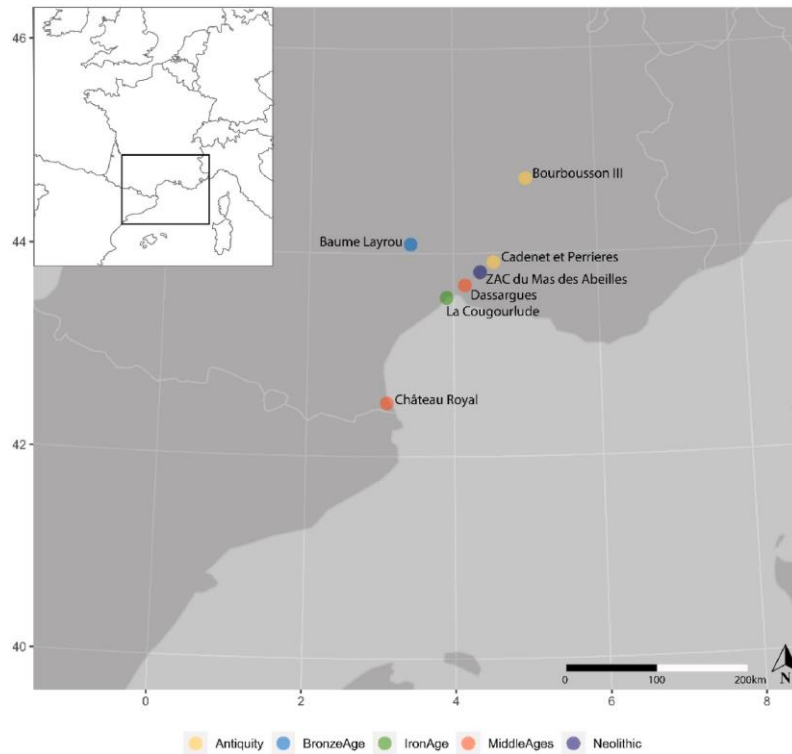 46
Bourbousson III
44
Baume Layrou
Cadenet et Perrieres
ZAC du Mas des Abeilles
Dassargues
La Cougourlude
Château Royal
42
40
0 100 200km
N
0 2 4 6 8
Antiquity BronzeAge IronAge MiddleAges Neolithic